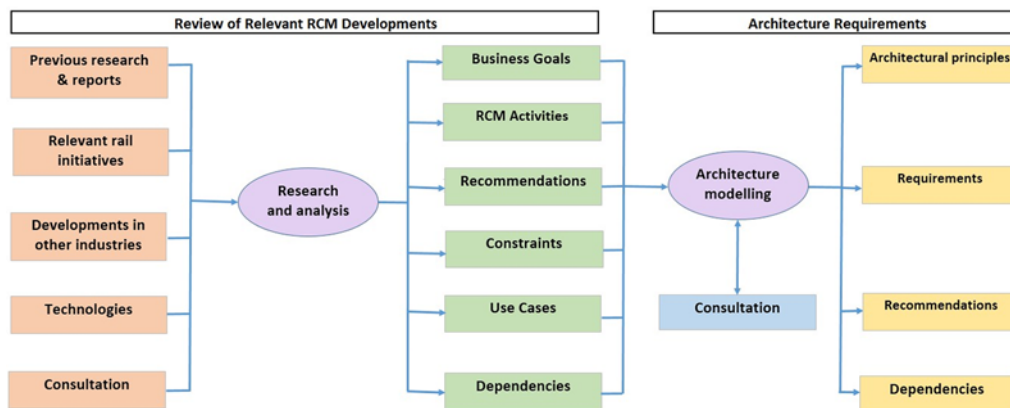 Review of Relevant RCM Developments
Architecture Requirements
Previous research
& reports
Relevant rail
initiatives
Developments in
other industries
Technologies
Consultation
Research
and analysis
Business Goals
RCM Activities
Recommendations
Constraints
Use Cases
Dependencies
Architecture
modelling
Consultation
Architectural principles
Requirements
Recommendations
Dependencies